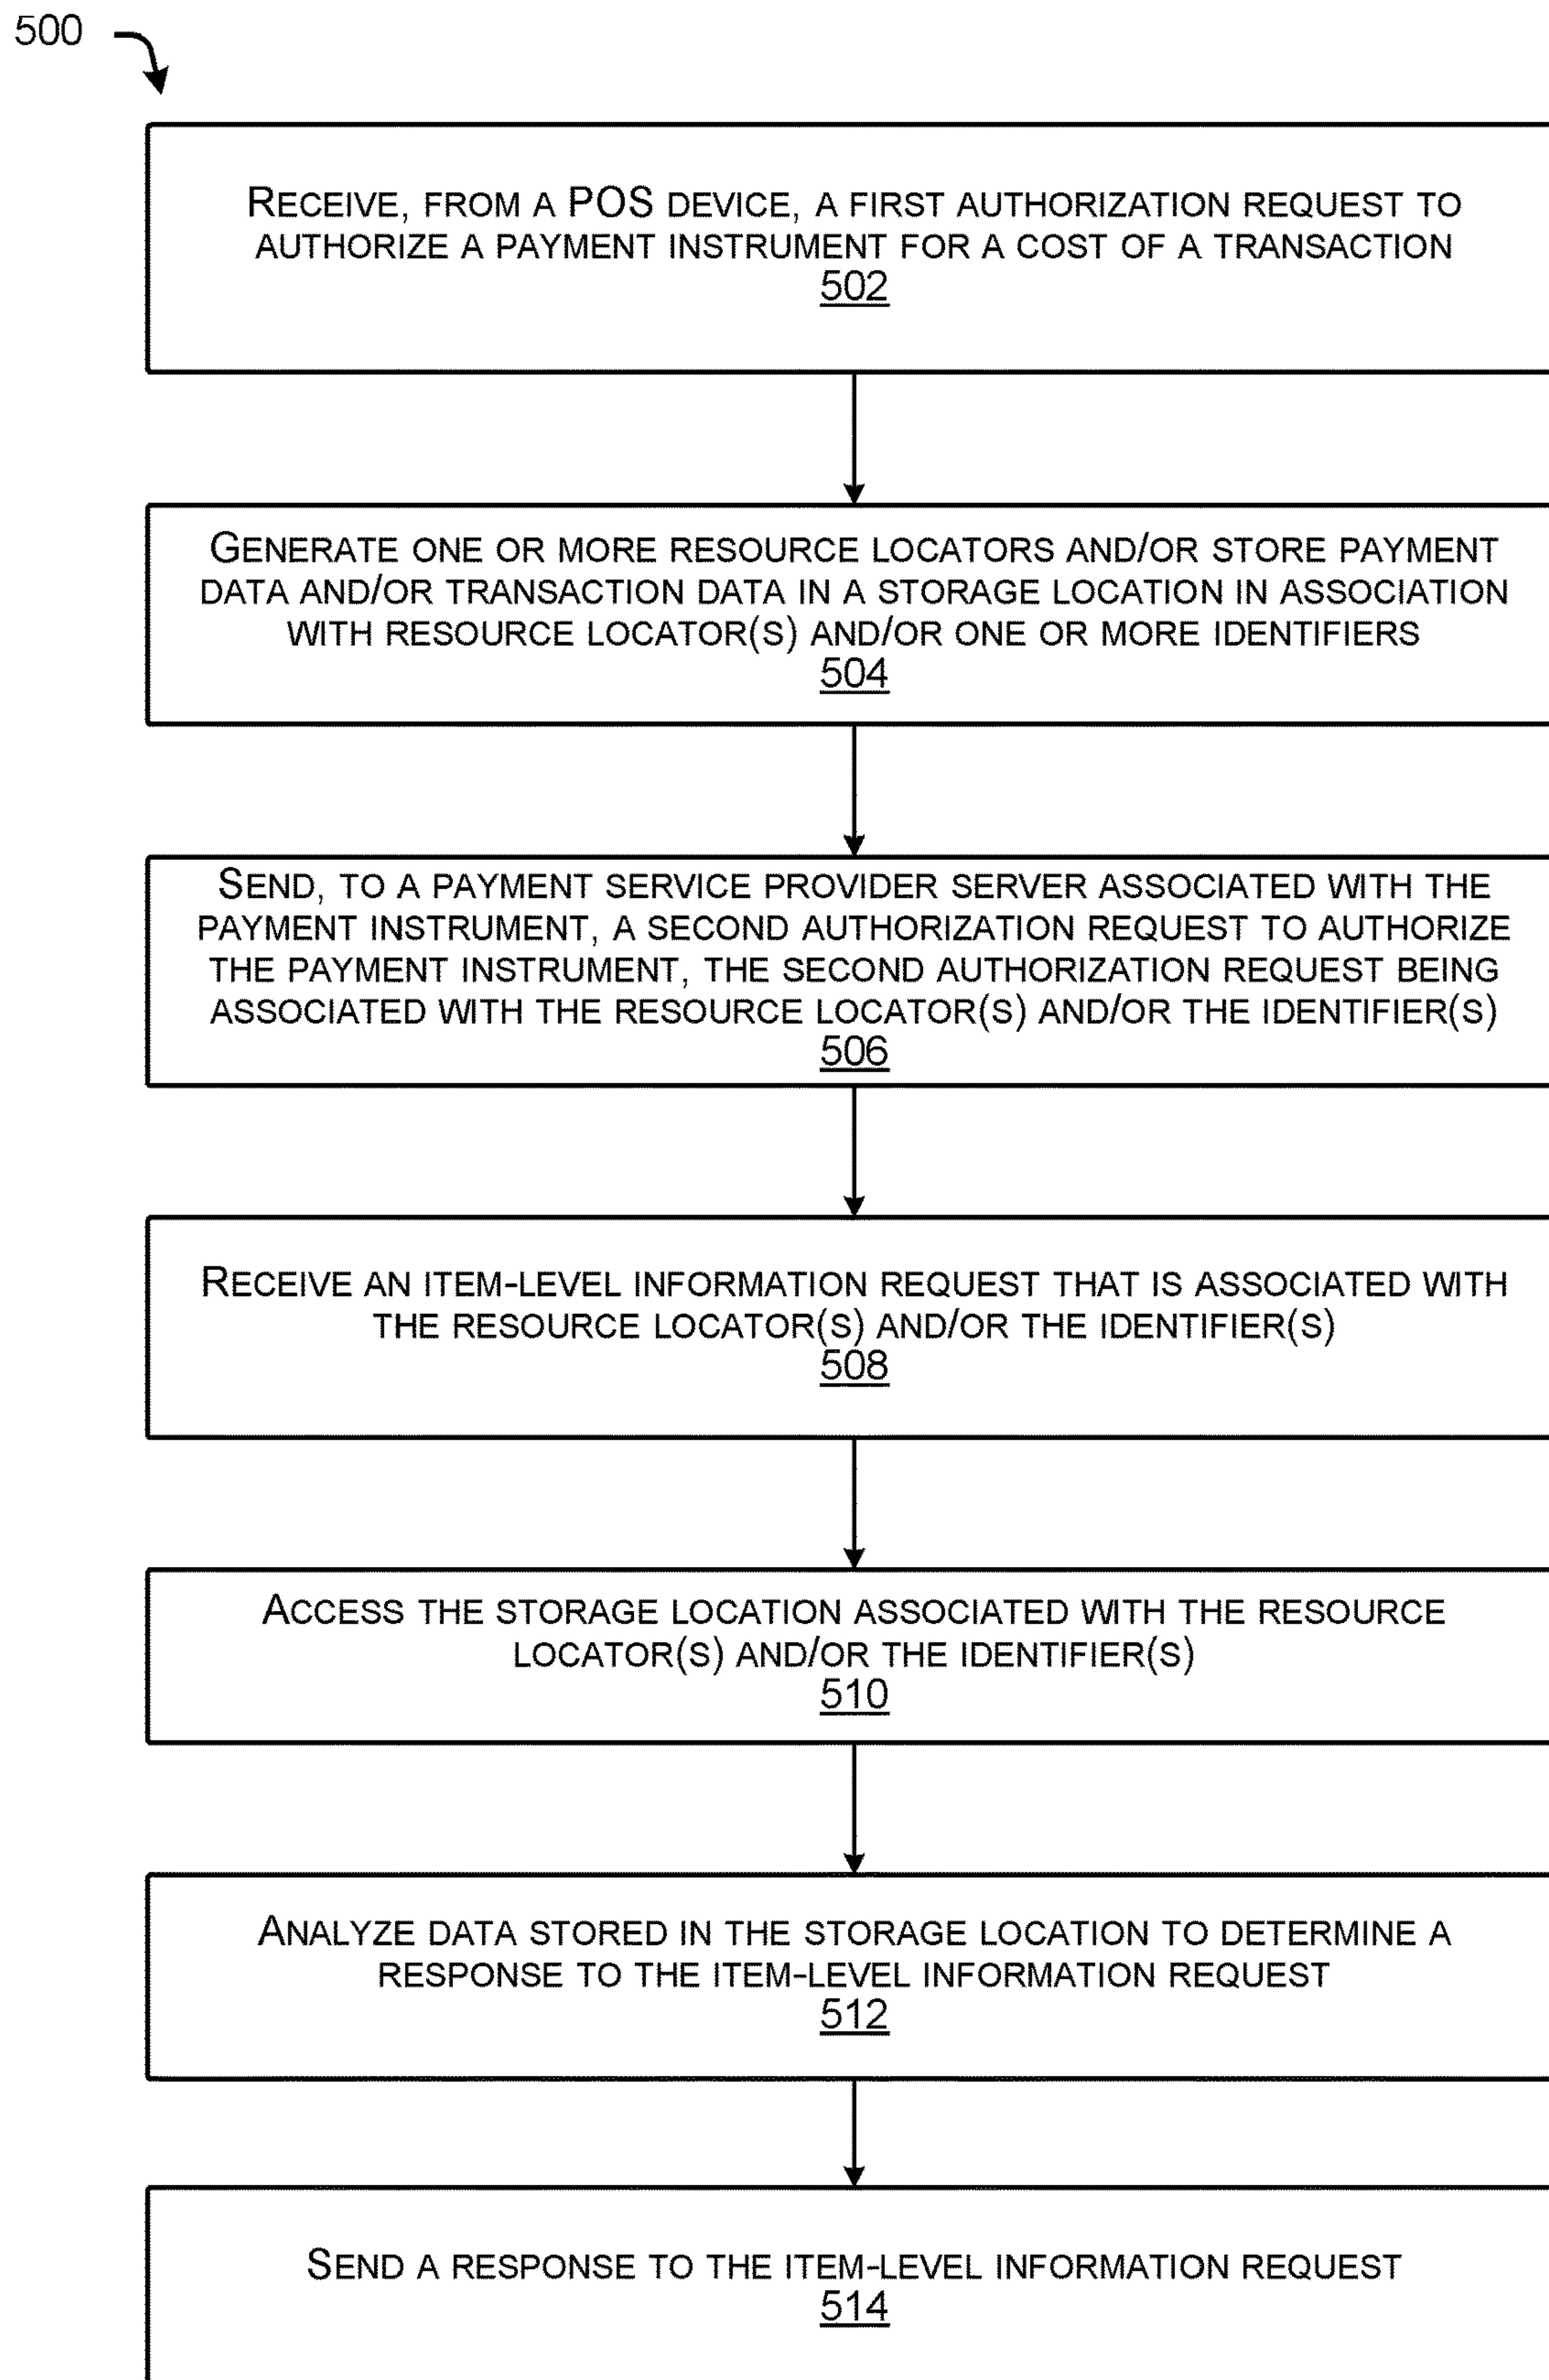 500
RECEIVE, FROM A POS DEVICE, A FIRST AUTHORIZATION REQUEST TO
AUTHORIZE A PAYMENT INSTRUMENT FOR A COST OF A TRANSACTION
502
GENERATE ONE OR MORE RESOURCE LOCATORS AND/OR STORE PAYMENT
DATA AND/OR TRANSACTION DATA IN A STORAGE LOCATION IN ASSOCIATION
WITH RESOURCE LOCATOR(S) AND/OR ONE OR MORE IDENTIFIERS
504
SEND, TO A PAYMENT SERVICE PROVIDER SERVER ASSOCIATED WITH THE
PAYMENT INSTRUMENT, A SECOND AUTHORIZATION REQUEST TO AUTHORIZE
THE PAYMENT INSTRUMENT, THE SECOND AUTHORIZATION REQUEST BEING
ASSOCIATED WITH THE RESOURCE LOCATOR(S) AND/OR THE IDENTIFIER(S)
506
RECEIVE AN ITEM-LEVEL INFORMATION REQUEST THAT IS ASSOCIATED WITH
THE RESOURCE LOCATOR(S) AND/OR THE IDENTIFIER(S)
508
ACCESS THE STORAGE LOCATION ASSOCIATED WITH THE RESOURCE
LOCATOR(S) AND/OR THE IDENTIFIER(S)
510
ANALYZE DATA STORED IN THE STORAGE LOCATION TO DETERMINE A
RESPONSE TO THE ITEM-LEVEL INFORMATION REQUEST
512
SEND A RESPONSE TO THE ITEM-LEVEL INFORMATION REQUEST
514